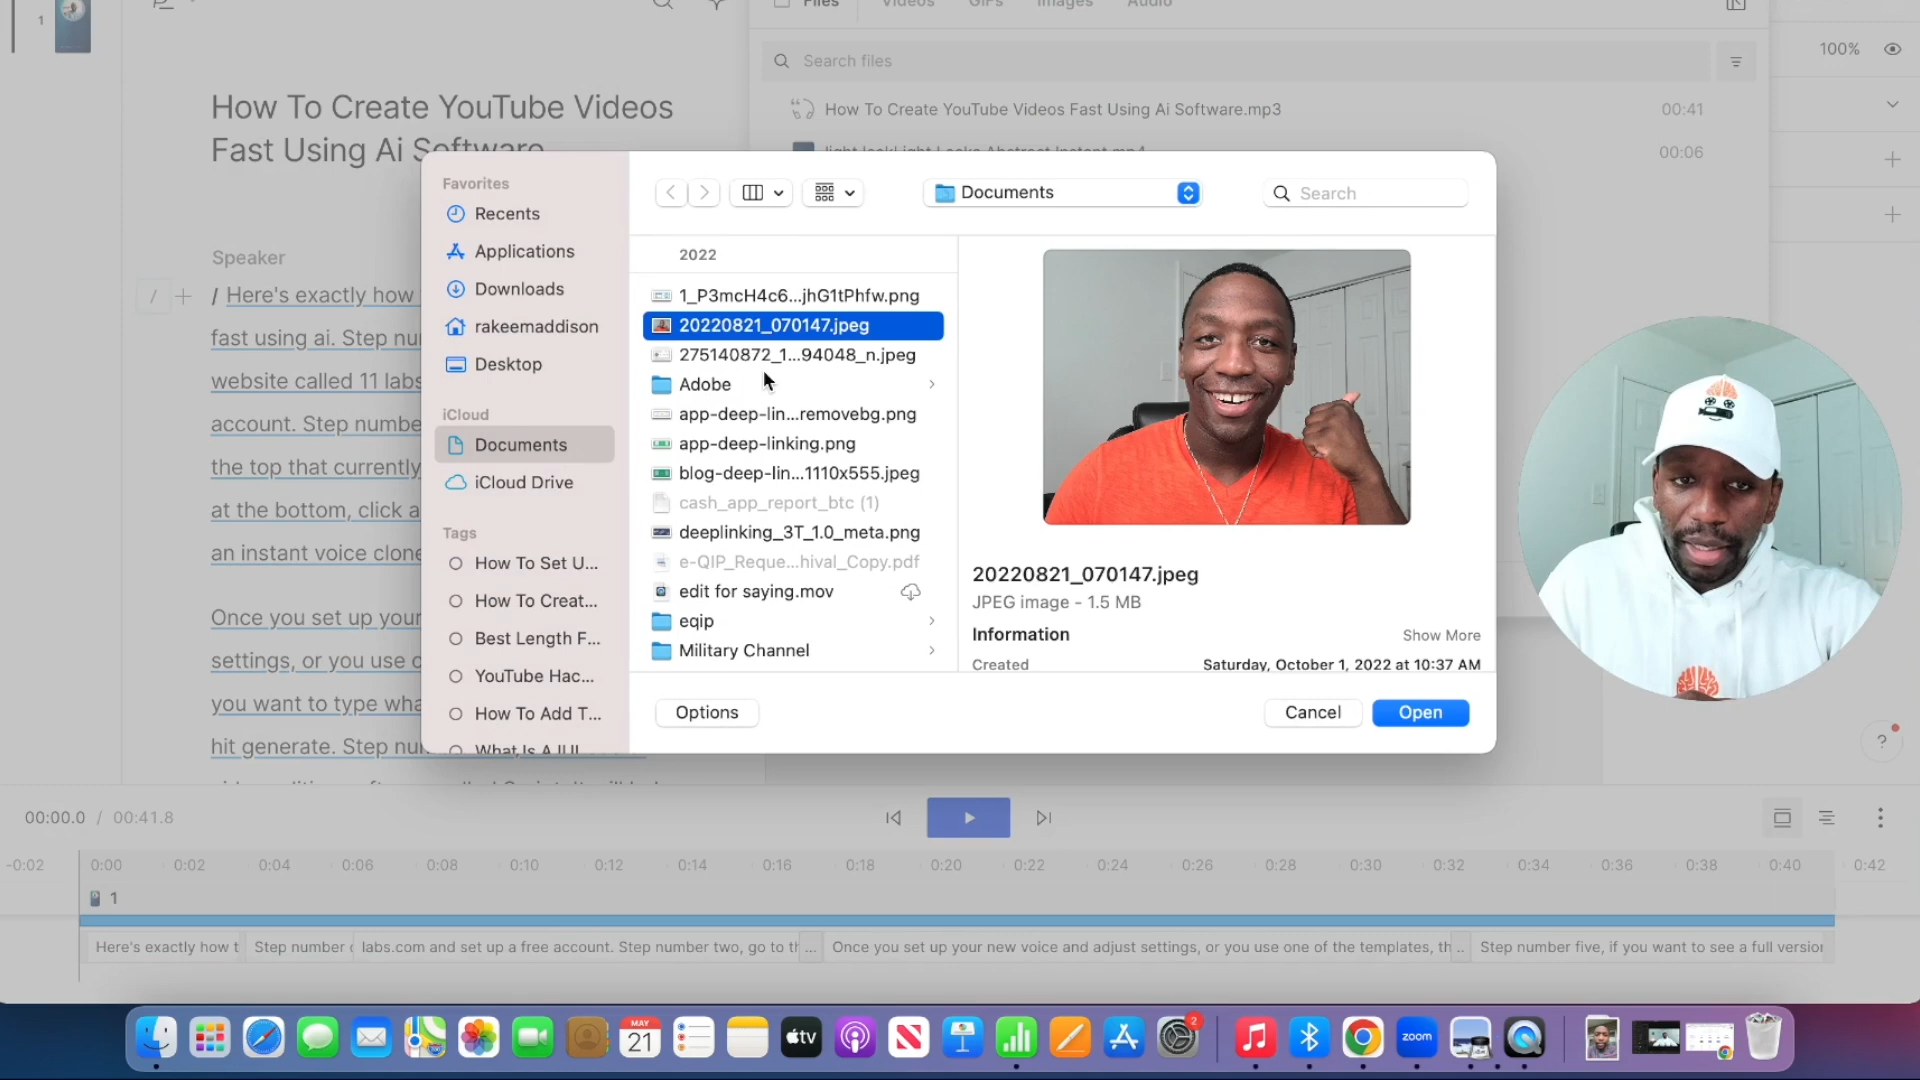 1
Files
Videos
GIFs
Images
Audio
100%
Search files
How To Create YouTube Videos
Fast Using Ai Software
How To Create YouTube Videos Fast Using Ai Software.mp3
00:41
00:06
Speaker
/ Here's exactly how
fast using ai. Step nu
website called 11 labs
account. Step numbe
the top that currently
at the bottom, click a
an instant voice clone
Once you set up your
settings, or you use o
you want to type wha
hit generate. Step nu
Favorites
Recents
Applications
Downloads
rakeemaddison
Desktop
iCloud
Documents
iCloud Drive
Tags
How To Set U...
How To Creat...
Best Length F...
YouTube Hac...
How To Add T...
Documents
Search
2022
1_P3mcH4c6...jhG1tPhfw.png
20220821_070147.jpeg
275140872_1...94048_n.jpeg
Adobe
app-deep-lin...removebg.png
app-deep-linking.png
blog-deep-lin...1110x555.jpeg
cash_app_report_btc (1)
deeplinking_3T_1.0_meta.png
e-QIP_Reque...hival_Copy.pdf
edit for saying.mov
eqip
Military Channel
20220821_070147.jpeg
JPEG image - 1.5 MB
Information
Show More
Created
Saturday, October 1, 2022 at 10:37 AM
Options
Cancel
Open
?
00:00.0 / 00:41.8
-0:02 0:00 0:02 0:04 0:06 0:08 0:10 0:12 0:14 0:16 0:18 0:20 0:22 0:24 0:26 0:28 0:30 0:32 0:34 0:36 0:38 0:40 0:42
1
Here's exactly how t
Step number
labs.com and set up a free account. Step number two, go to th
...
Once you set up your new voice and adjust settings, or you use one of the templates, th
..
Step number five, if you want to see a full version
MAY
21
tv
2
zoom